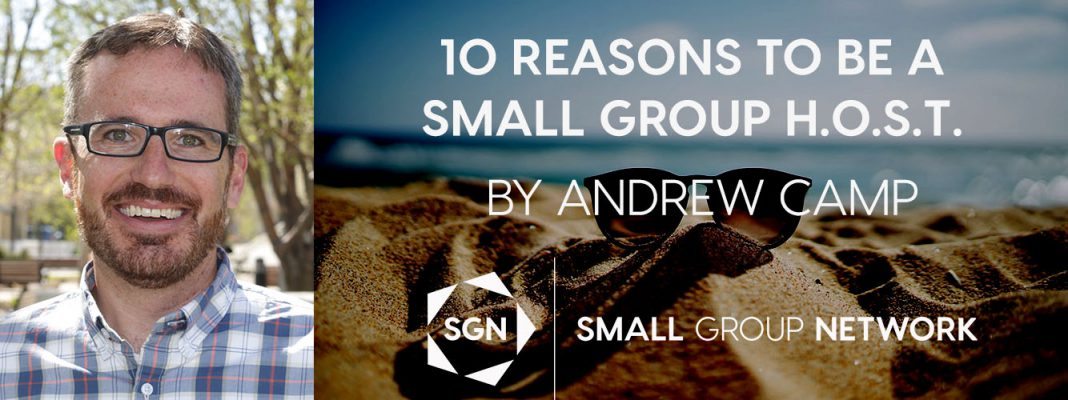 10 REASONS TO BE A
SMALL GROUP H.O.S.T.
BY ANDREW CAMP
SGN
SMALL GROUP NETWORK